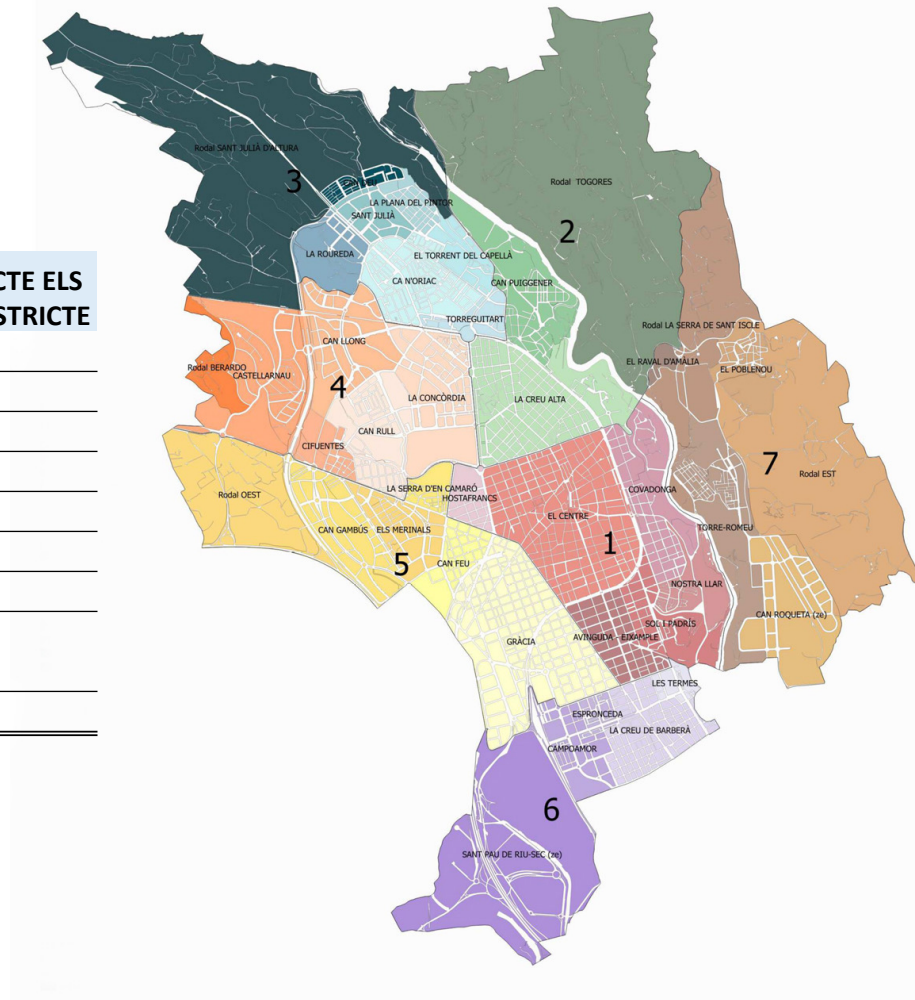 CTE ELS
STRICTE
Rodal SANT JULIÀ D'ALTURA
3
LA PLANA DEL PINTOR
SANT JULIÀ
LA ROUREDA
EL TORRENT DEL CAPELLÀ
CA N'ORIAC
TORREGUITART
Rodal TOGORES
2
CAN PUIGGENER
Rodal LA SERRA DE SANT ISCLE
EL RAVAL D'AMÀLIA
EL POBLENOU
CAN LLONG
Rodal BERARDO
CASTELLARNAU
4
LA CONCÒRDIA
LA CREU ALTA
CAN RULL
CIFUENTES
7
Rodal EST
LA SERRA D'EN CAMARÓ
HOSTAFRANCS
Rodal OEST
COVADONGA
EL CENTRE
TORRE-ROMEU
CAN GAMBÚS
ELS MERINALS
1
5
CAN FEU
NOSTRA LLAR
CAN ROQUETA (ze)
SOL I PADRÍS
AVINGUDA - EIXAMPLE
GRÀCIA
LES TERMES
ESPRONCEDA
LA CREU DE BARBERÀ
CAMPOAMOR
6
SANT PAU DE RIU-SEC (ze)